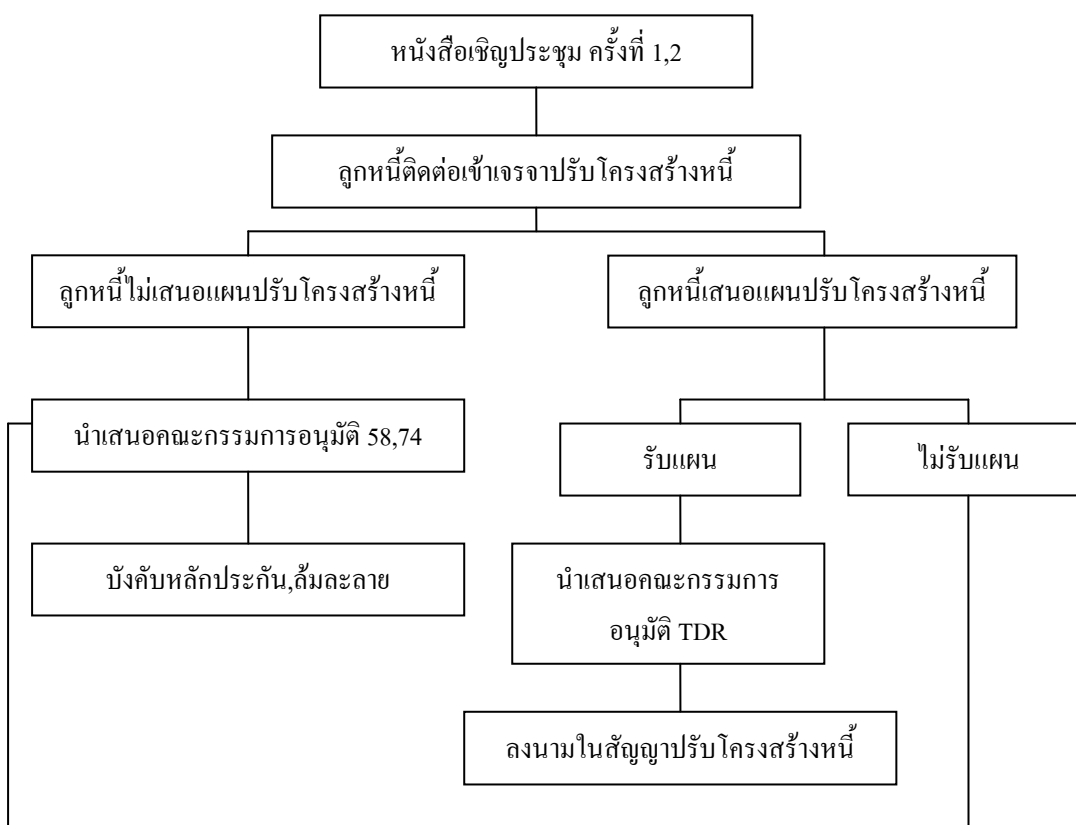 หนังสือเชิญประชุม ครั้งที่ 1,2
ลูกหนี้ติดต่อเข้าเจรจาปรับโครงสร้างหนี้
ลูกหนี้ไม่เสนอแผนปรับโครงสร้างหนี้
ลูกหนี้เสนอแผนปรับโครงสร้างหนี้
นำเสนอคณะกรรมการอนุมัติ 58,74
รับแผน
ไม่รับแผน
บังคับหลักประกัน,ล้มละลาย
นำเสนอคณะกรรมการ
อนุมัติ TDR
ลงนามในสัญญาปรับโครงสร้างหนี้